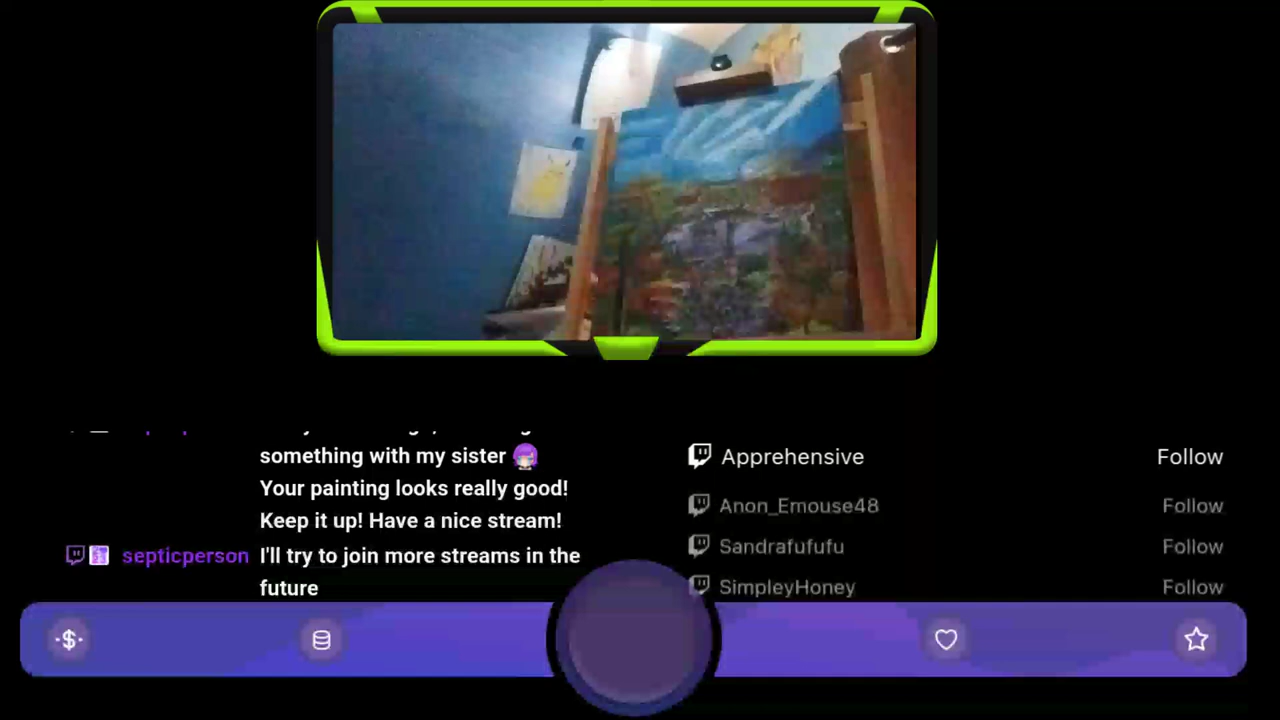 something with my sister
Your painting looks really good!
Keep it up! Have a nice stream!
septicperson I'll try to join more streams in the
future
Apprehensive Follow
Anon_Emouse48 Follow
Sandrafufufu Follow
SimpleyHoney Follow